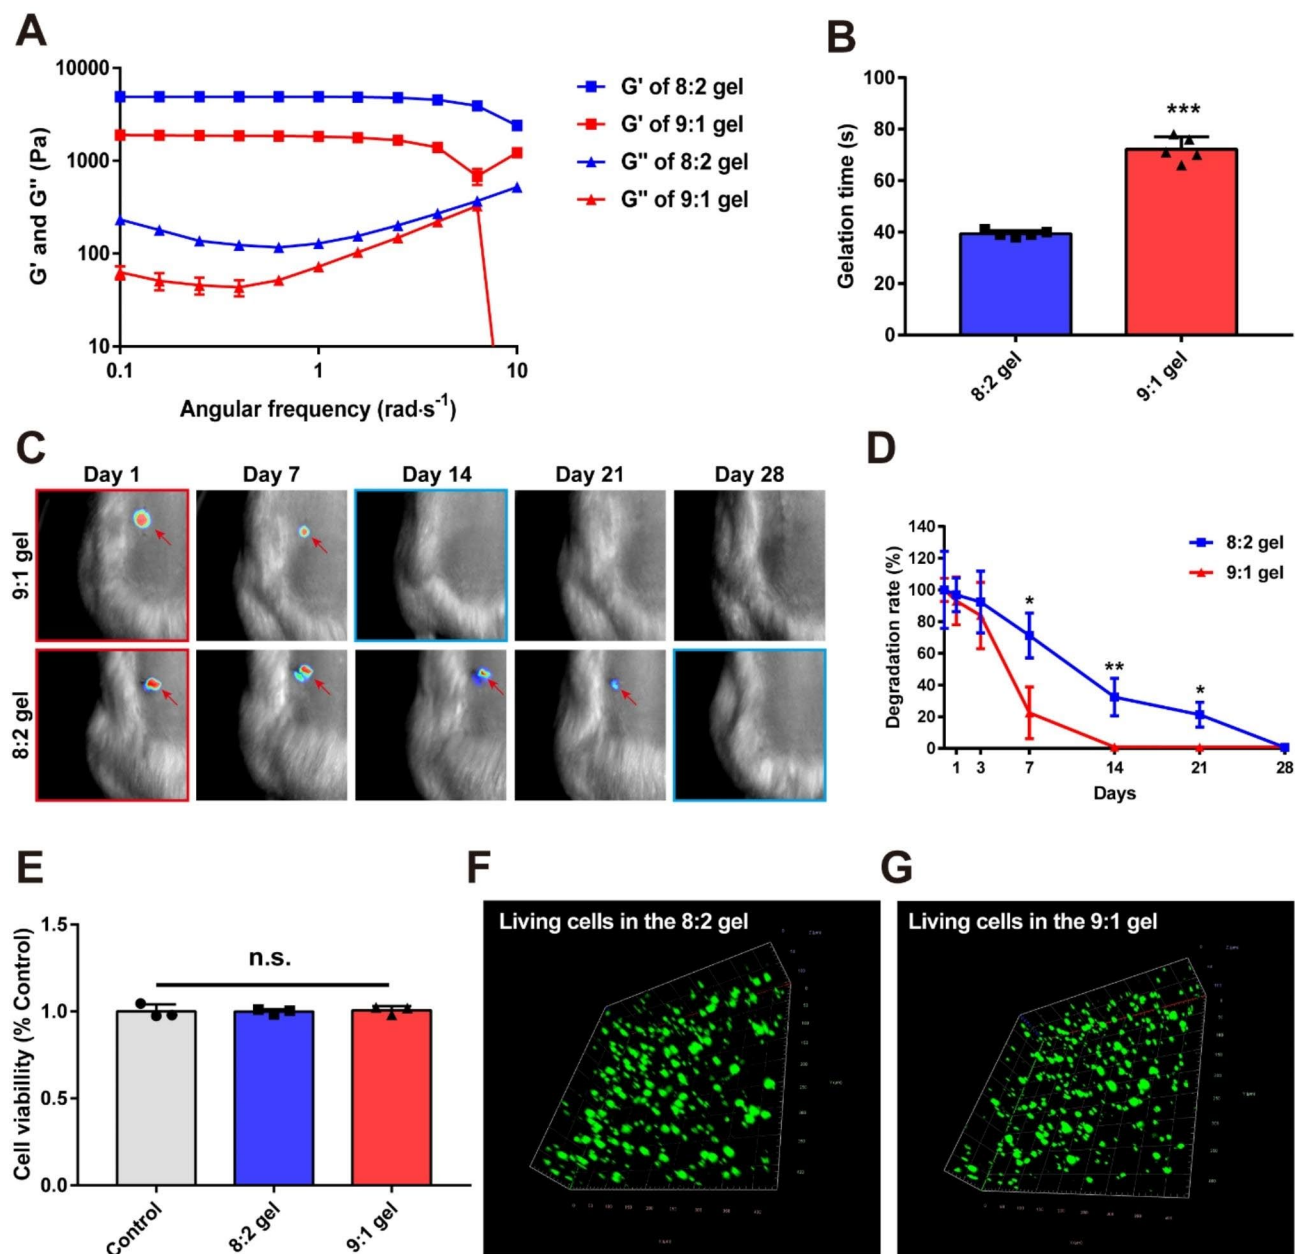 A
10000
1000
100
10
G' and G'' (Pa)
0.1 1 10
Angular frequency (rad·s-1)
G' of 8:2 gel
G' of 9:1 gel
G'' of 8:2 gel
G'' of 9:1 gel
B
100
80
60
40
20
0
Gelation time (s)
***
8:2 gel
9:1 gel
C
Day 1 Day 7 Day 14 Day 21 Day 28
9:1 gel
8:2 gel
D
140
120
100
80
60
40
20
0
Degradation rate (%)
8:2 gel
9:1 gel
*
**
*
1 3 7 14 21 28
Days
E
1.5
1.0
0.5
0.0
Cell viabillity (% Control)
n.s.
Control
8:2 gel
9:1 gel
F
Living cells in the 8:2 gel
G
Living cells in the 9:1 gel